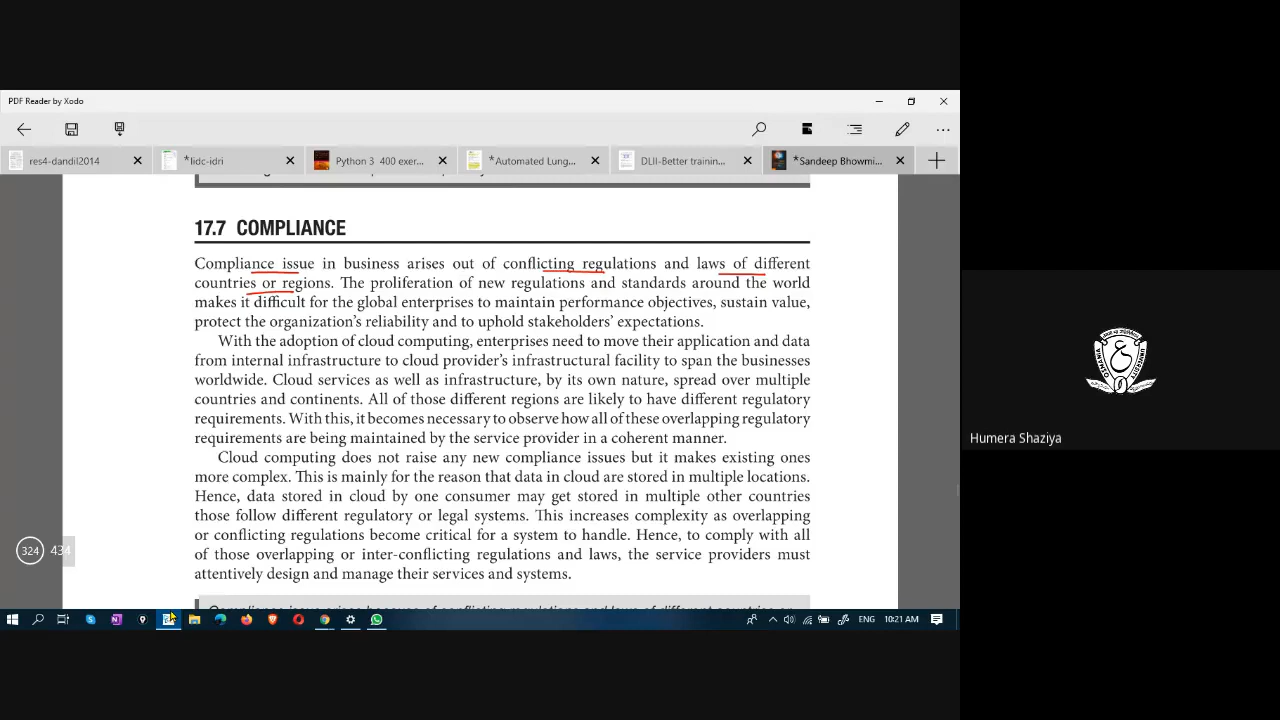 PDF Reader by Xodo
res4-dandil2014
*lidc-idri
Python 3 400 exer...
*Automated Lung...
DLII-Better trainin...
*Sandeep Bhowmi...
17.7 COMPLIANCE
Compliance issue in business arises out of conflicting regulations and laws of different
countries or regions. The proliferation of new regulations and standards around the world
makes it difficult for the global enterprises to maintain performance objectives, sustain value,
protect the organization's reliability and to uphold stakeholders' expectations.
With the adoption of cloud computing, enterprises need to move their application and data
from internal infrastructure to cloud provider's infrastructural facility to span the businesses
worldwide. Cloud services as well as infrastructure, by its own nature, spread over multiple
countries and continents. All of those different regions are likely to have different regulatory
requirements. With this, it becomes necessary to observe how all of these overlapping regulatory
requirements are being maintained by the service provider in a coherent manner.
Cloud computing does not raise any new compliance issues but it makes existing ones
more complex. This is mainly for the reason that data in cloud are stored in multiple locations.
Hence, data stored in cloud by one consumer may get stored in multiple other countries
those follow different regulatory or legal systems. This increases complexity as overlapping
or conflicting regulations become critical for a system to handle. Hence, to comply with all
of those overlapping or inter-conflicting regulations and laws, the service providers must
attentively design and manage their services and systems.
Compliance issue arises because of conflicting regulations and laws of different countries or
324 434
ENG 10:21 AM
Humera Shaziya